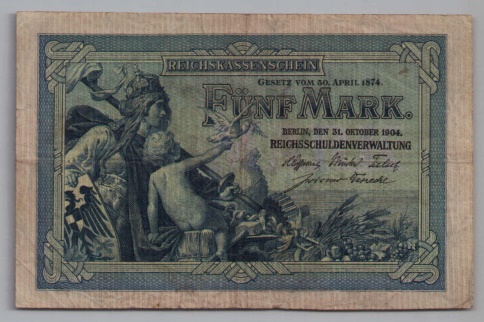 REICHSKASSENSCHEIN
GESETZ VOM 30. APRIL 1874.
FÜNF MARK.
BERLIN, DEN 31. OKTOBER 1904.
REICHSSCHULDENVERWALTUNG